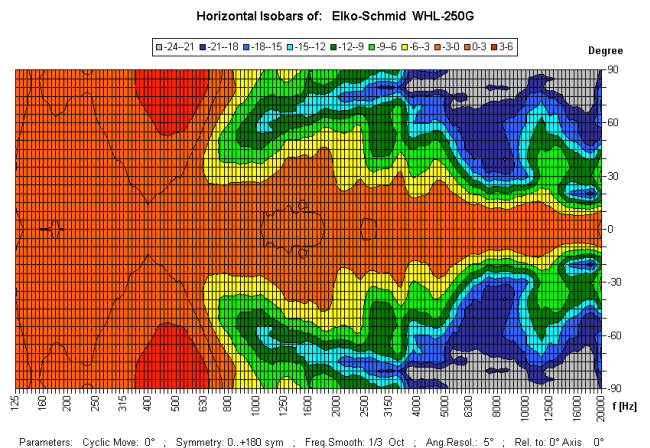 Horizontal Isobars of: Elko-Schmid WHL-250G
-24--21 -21--18 -18--15 -15--12 -12--9 -9--6 -6--3 -3-0 0-3 3-6
Degree
90
60
30
0
-30
-60
-90
125 160 200 250 315 400 500 630 800 1000 1250 1600 2000 2500 3150 4000 5000 6300 8000 10000 12500 16000 20000 f [Hz]
Parameters: Cyclic Move: 0° ; Symmetry: 0..+180 sym ; Freq.Smooth: 1/3 Oct ; Ang.Resol.: 5° ; Rel. to: 0° Axis 0°